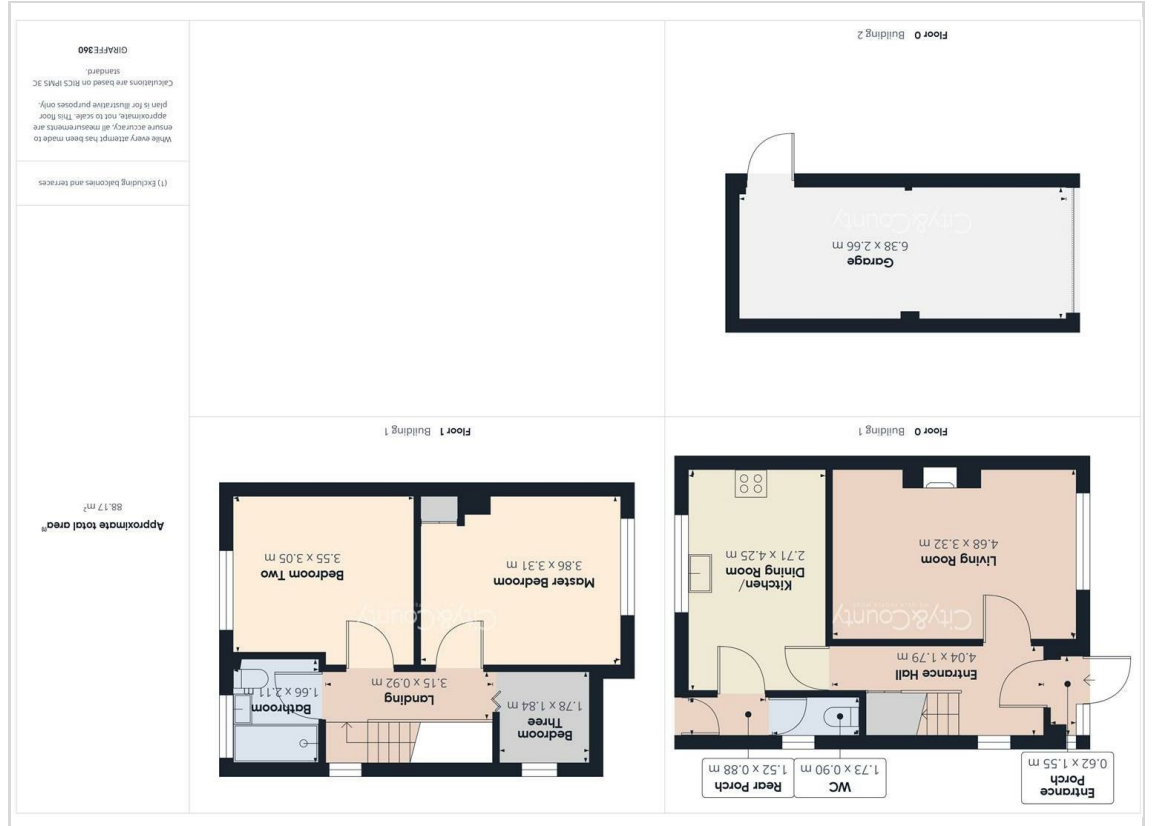 Entrance
Porch
0.62 x 1.55 m
WC
1.73 x 0.90 m
Rear Porch
1.52 x 0.88 m
Entrance Hall
4.04 x 1.79 m
City&County
Living Room
4.68 x 3.32 m
Kitchen/
Dining Room
2.71 x 4.25 m
Floor 0 Building 1
Bedroom
Three
1.78 x 1.84 m
Landing
3.15 x 0.92 m
Bathroom
1.66 x 2.11 m
City&County
Master Bedroom
3.86 x 3.31 m
Bedroom Two
3.55 x 3.05 m
Floor 1 Building 1
Garage
6.38 x 2.66 m
City&County
Floor 0 Building 2
Approximate total area⁽¹⁾
88.17 m²
(1) Excluding balconies and terraces
While every attempt has been made to
ensure accuracy, all measurements are
approximate, not to scale. This floor
plan is for illustrative purposes only.
Calculations are based on RICS IPMS 3C
standard.
GIRAFFE360